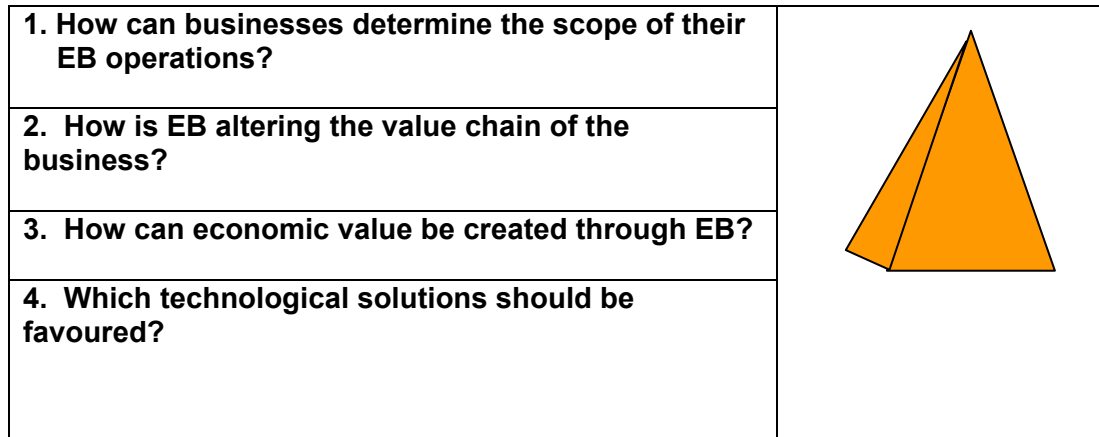 1. How can businesses determine the scope of their
EB operations?
2. How is EB altering the value chain of the
business?
3. How can economic value be created through EB?
4. Which technological solutions should be
favoured?